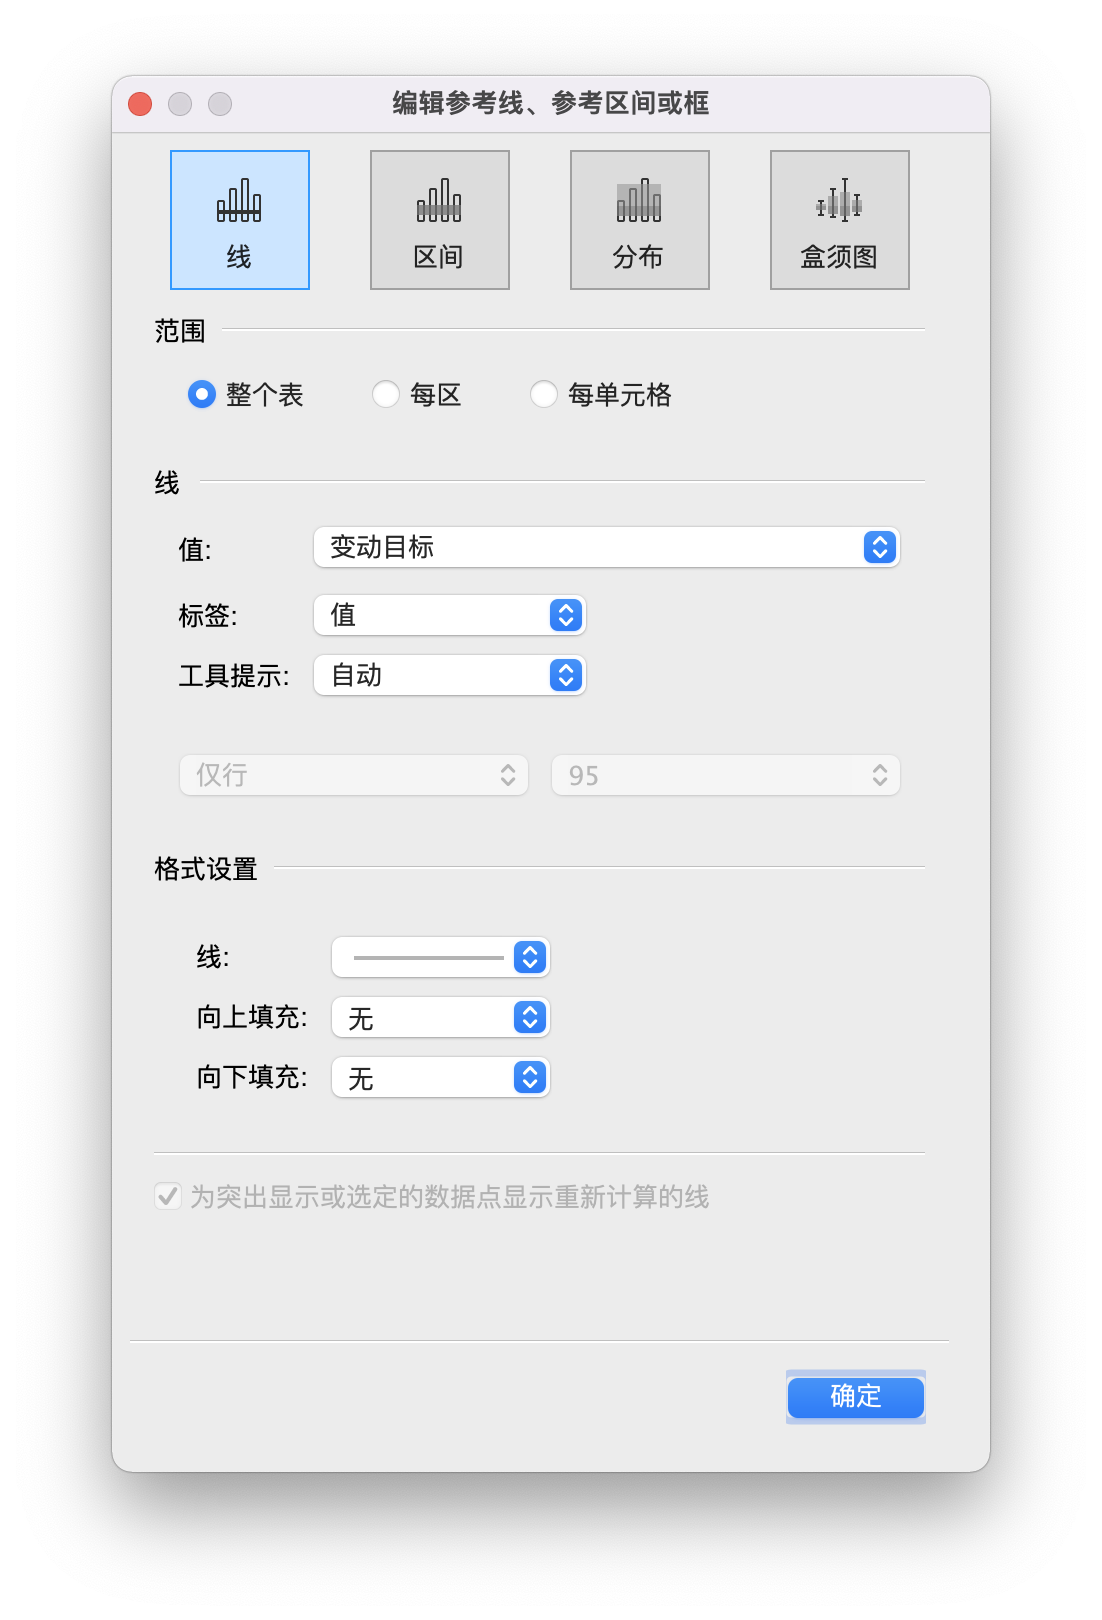 编辑参考线、参考区间或框
线 区间 分布 盒须图
范围
整个表 每区 每单元格
线
值: 变动目标
标签: 值
工具提示: 自动
仅行 95
格式设置
线:
向上填充: 无
向下填充: 无
为突出显示或选定的数据点显示重新计算的线
确定